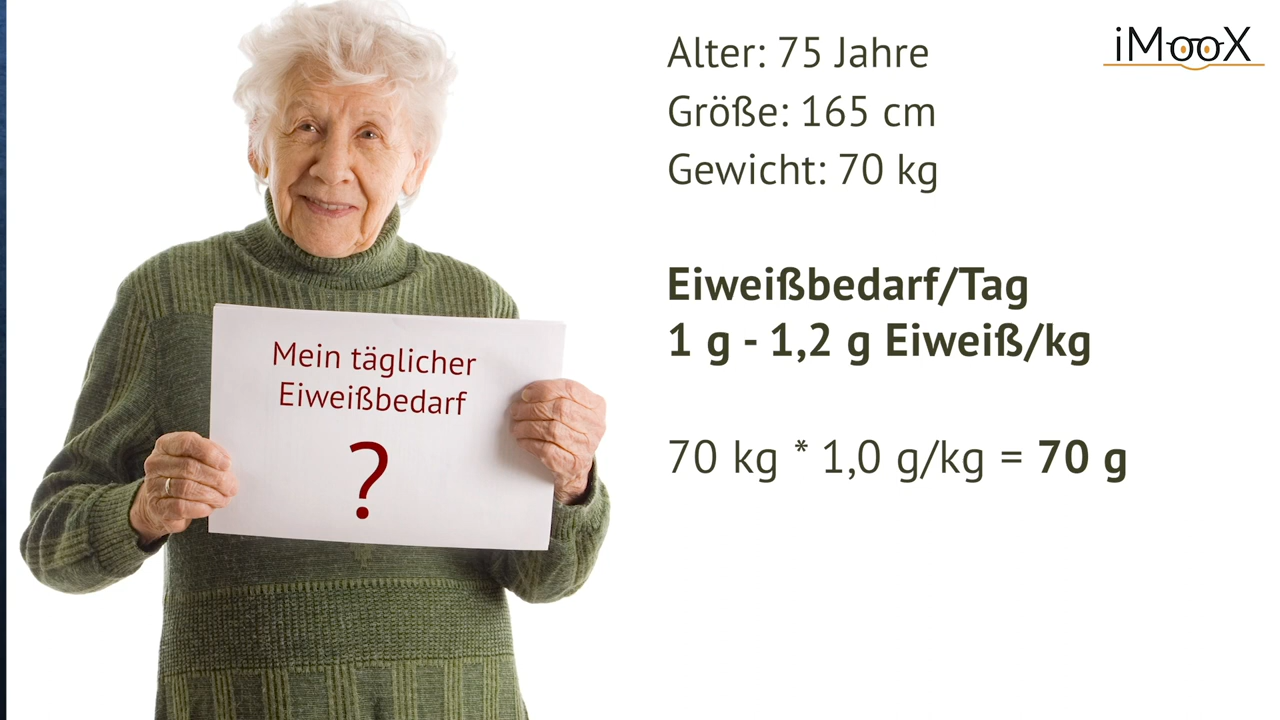 iMooX
Alter: 75 Jahre
Größe: 165 cm
Gewicht: 70 kg
Eiweißbedarf/Tag
1 g - 1,2 g Eiweiß/kg
70 kg * 1,0 g/kg = 70 g
Mein täglicher
Eiweißbedarf
?